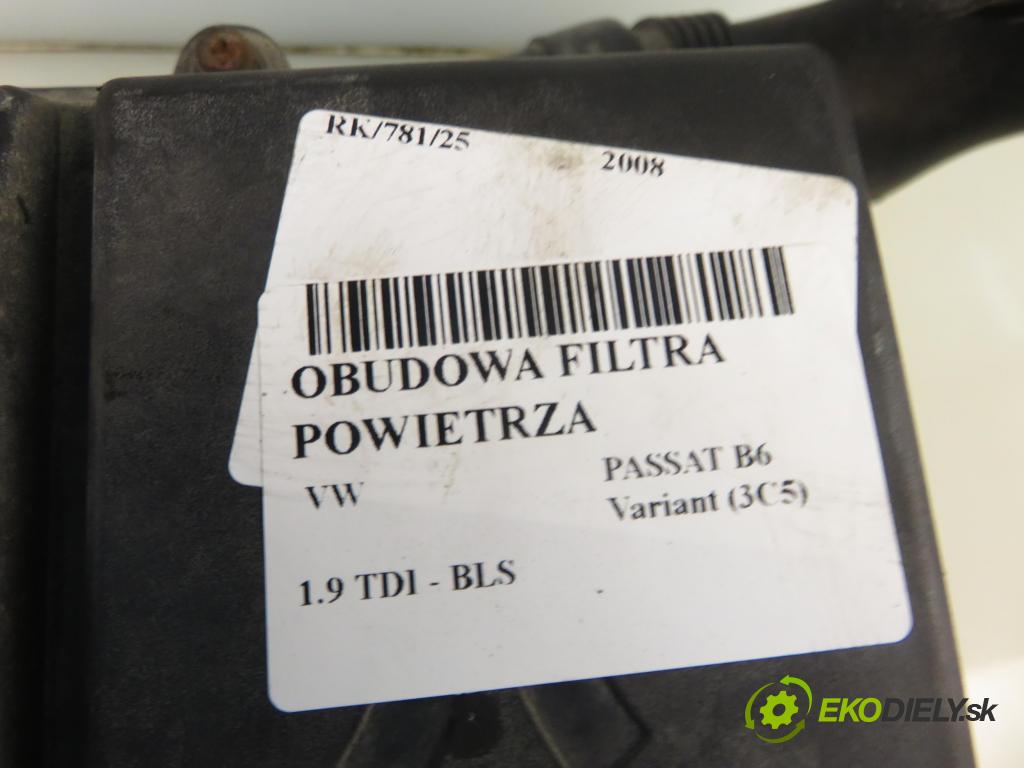 RK/781/25
2008
OBUDOWA FILTRA
POWIETRZA
VW
PASSAT B6
Variant (3C5)
1.9 TDI - BLS
EKODIELY.sk